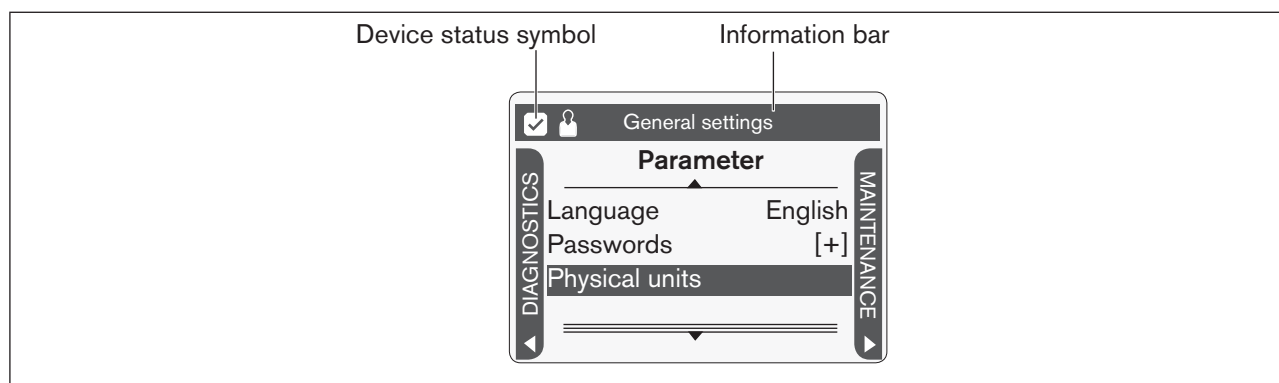 Device status symbol Information bar
General settings
Parameter
DIAGNOSTICS
MAINTENANCE
Language English
Passwords [+]
Physical units